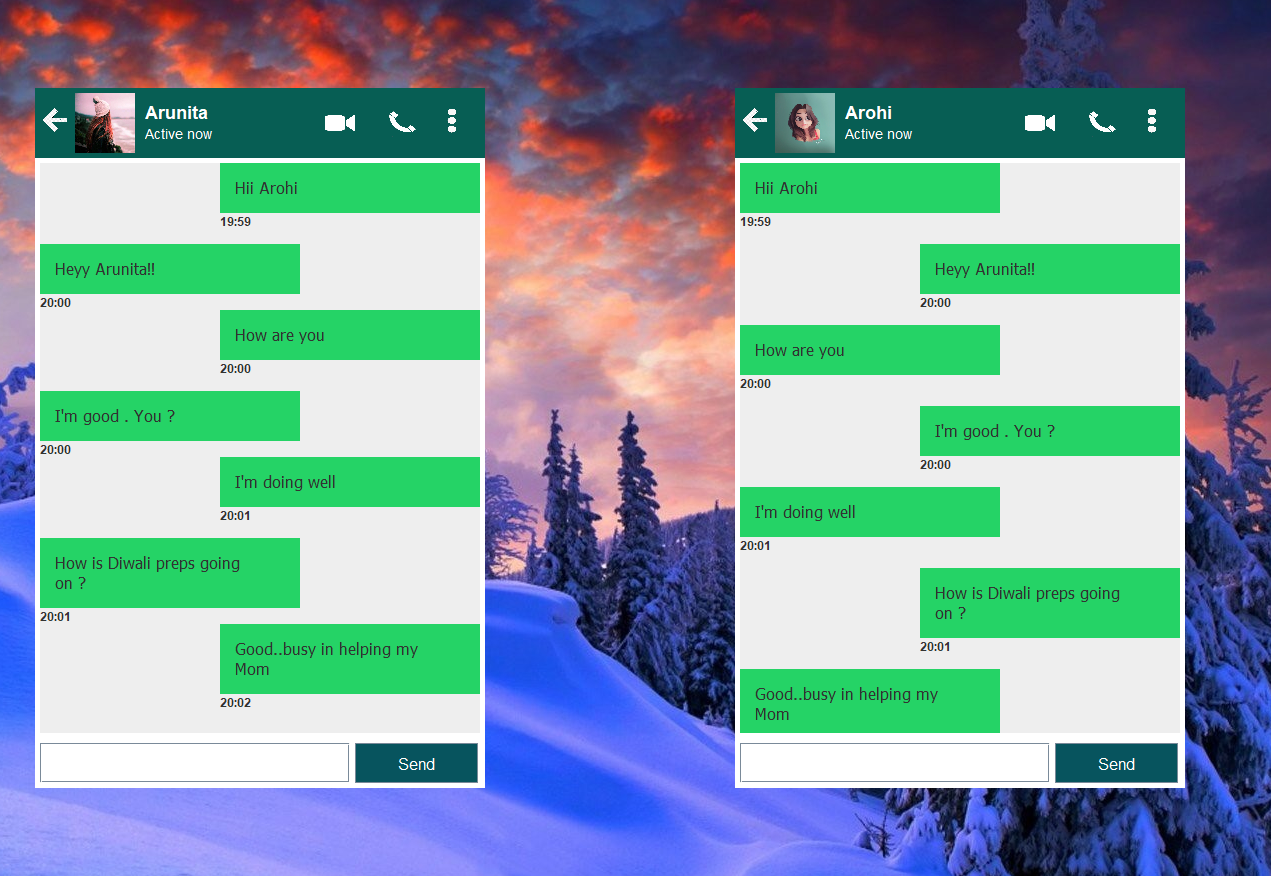 Arunita
Active now
Hii Arohi
19:59
Heyy Arunita!!
20:00
How are you
20:00
I'm good . You ?
20:00
I'm doing well
20:01
How is Diwali preps going
on ?
20:01
Good..busy in helping my
Mom
20:02
Send
Arohi
Active now
Hii Arohi
19:59
Heyy Arunita!!
20:00
How are you
20:00
I'm good . You ?
20:00
I'm doing well
20:01
How is Diwali preps going
on ?
20:01
Good..busy in helping my
Mom
Send